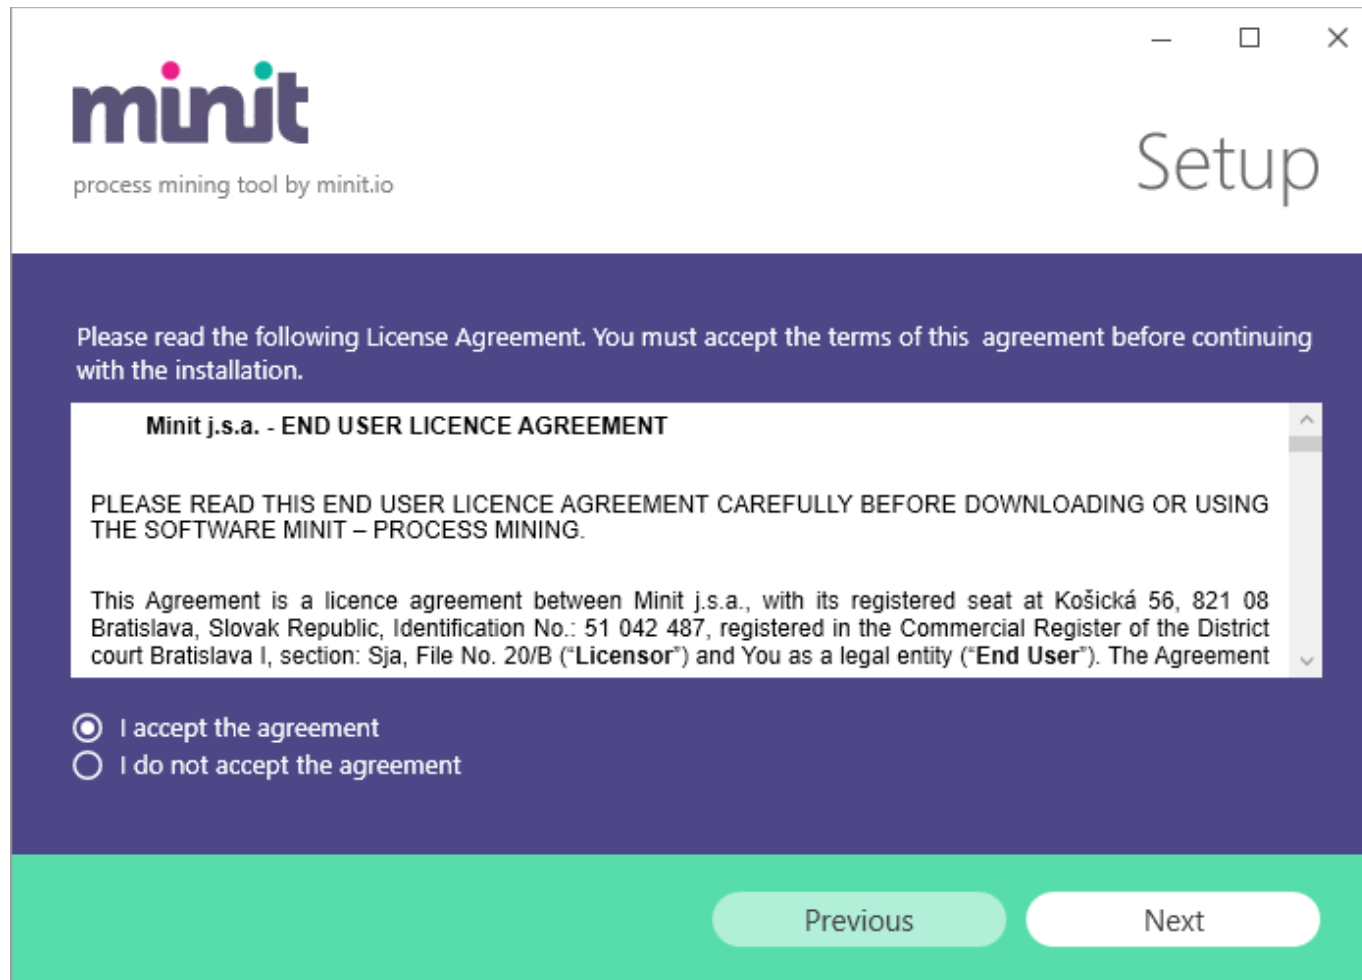 minit
process mining tool by minit.io
Setup
Please read the following License Agreement. You must accept the terms of this  agreement before continuing
with the installation.
Minit j.s.a. - END USER LICENCE AGREEMENT
PLEASE READ THIS END USER LICENCE AGREEMENT CAREFULLY BEFORE DOWNLOADING OR USING
THE SOFTWARE MINIT – PROCESS MINING.
This Agreement is a licence agreement between Minit j.s.a., with its registered seat at Košická 56, 821 08
Bratislava, Slovak Republic, Identification No.: 51 042 487, registered in the Commercial Register of the District
court Bratislava I, section: Sja, File No. 20/B (“Licensor”) and You as a legal entity (“End User”). The Agreement
I accept the agreement
I do not accept the agreement
Previous
Next